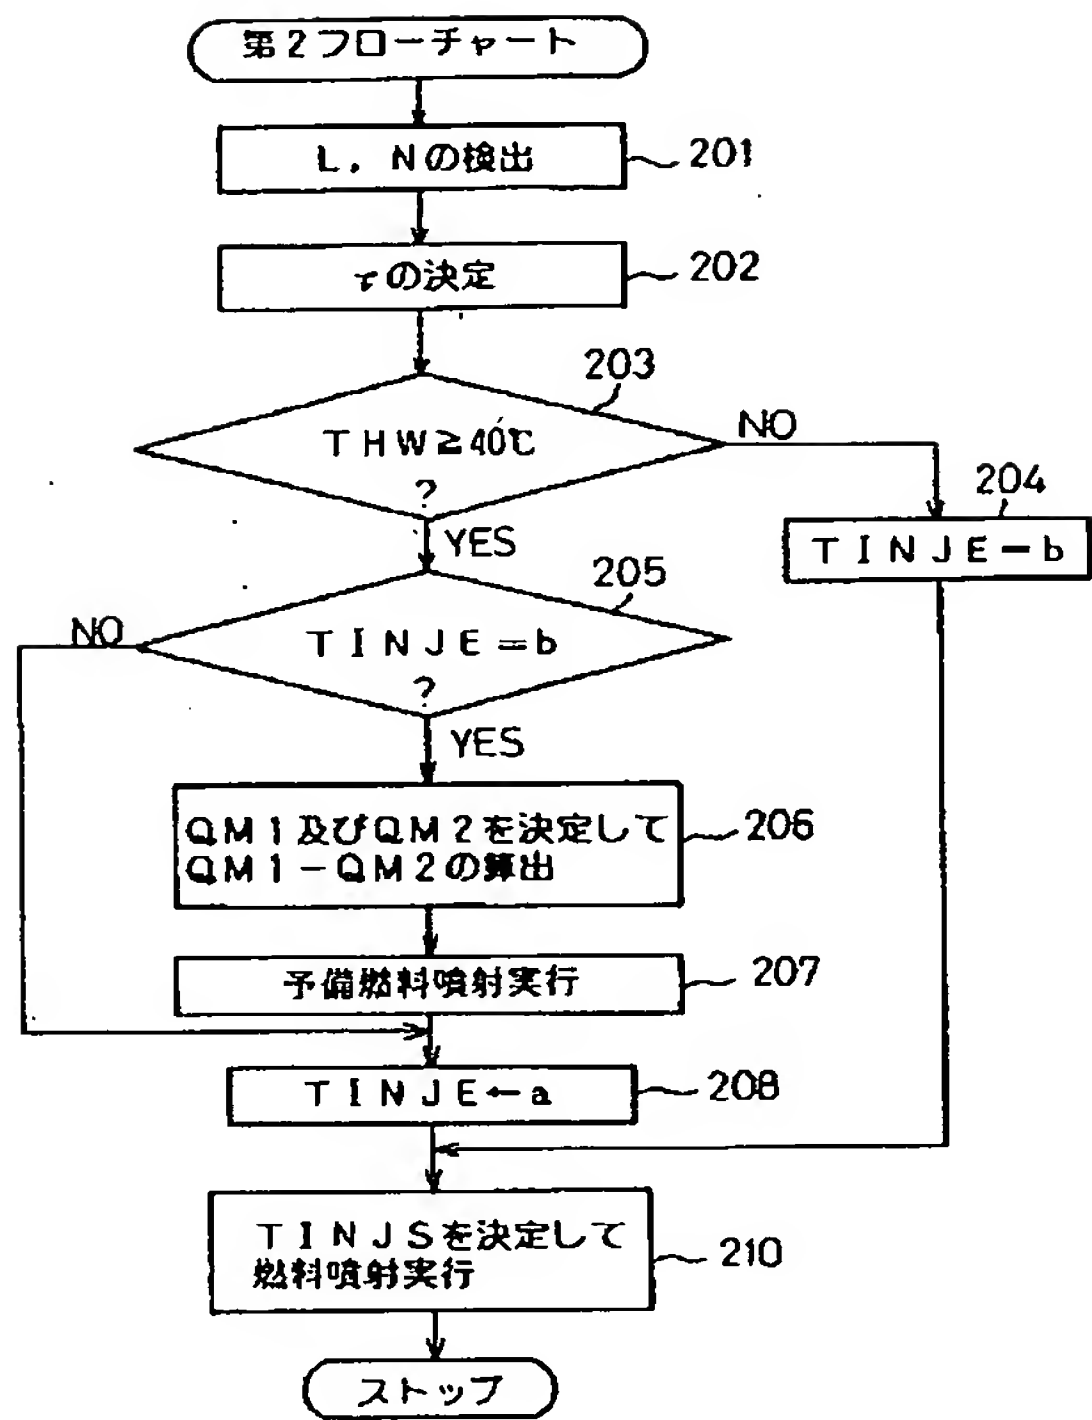 第2フローチャート
L,Nの検出
201
τの決定
202
203
THW≧40℃
?
NO
YES
204
TINJE－b
205
NO
TINJE=b
?
YES
QM1及びQM2を決定して
QM1－QM2の算出
206
予備燃料噴射実行
207
TINJE←a
208
TINJSを決定して
燃料噴射実行
210
ストップ